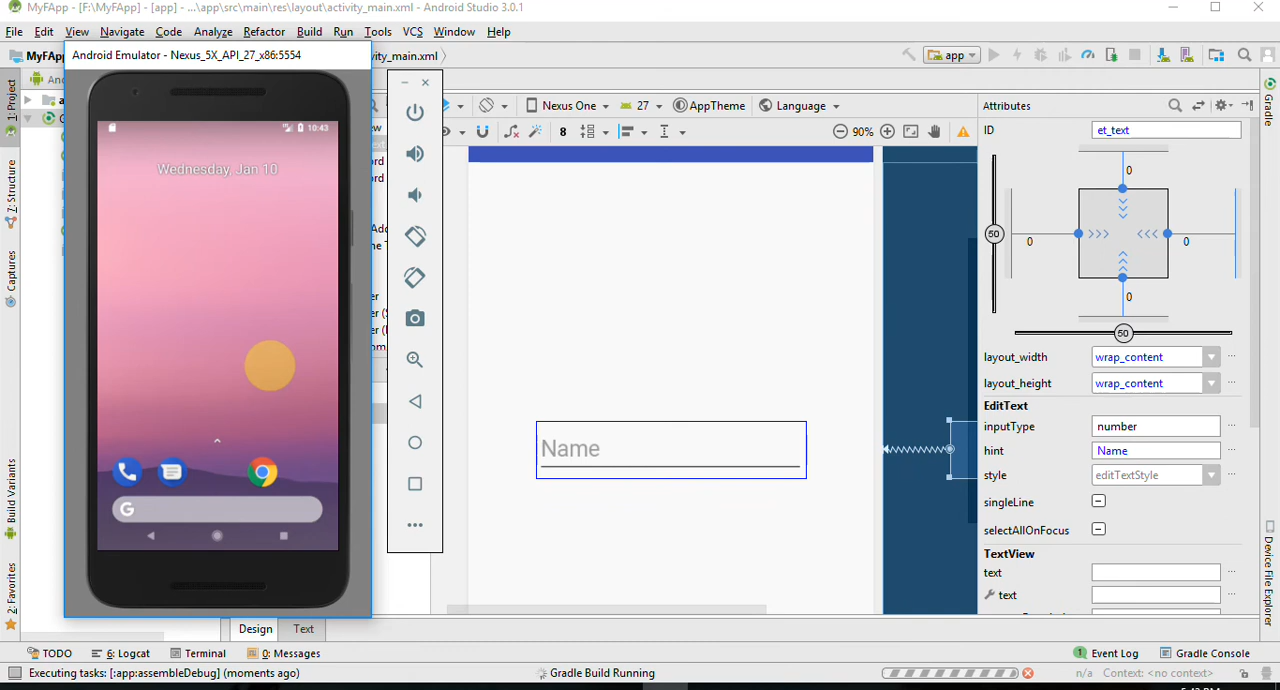 MyFApp - [F:\MyFApp] - [app] - ...\app\src\main\res\layout\activity_main.xml - Android Studio 3.0.1
File Edit View Navigate Code Analyze Refactor Build Run Tools VCS Window Help
MyFApp
ity_main.xml
app
Android Emulator - Nexus_5X_API_27_x86:5554
10:43
Wednesday, Jan 10
G
1: Project
7: Structure
Captures
Build Variants
2: Favorites
Nexus One
27
AppTheme
Language
8
90%
Name
Attributes
ID
et_text
0
0
0
0
50
50
layout_width
wrap_content
layout_height
wrap_content
EditText
inputType
number
hint
Name
style
editTextStyle
singleLine
selectAllOnFocus
TextView
text
text
Gradle
Device File Explorer
Design
Text
TODO
6: Logcat
Terminal
0: Messages
1
Event Log
Gradle Console
Executing tasks: [:app:assembleDebug] (moments ago)
Gradle Build Running
n/a
Context: <no context>